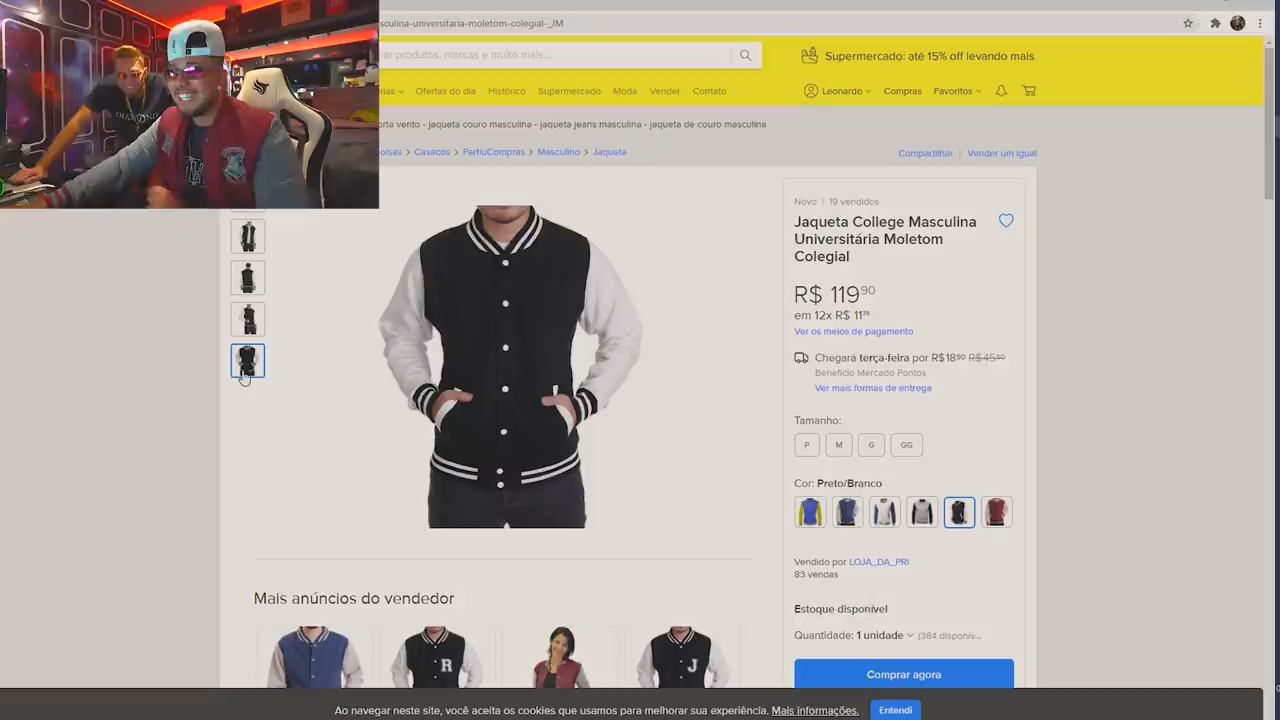 sculina-universitaria-moletom-colegial-_JM
ar produtos, marcas e muito mais...
Supermercado: até 15% off levando mais
Ofertas do dia
Histórico
Supermercado
Moda
Vender
Contato
Leonardo
Compras
Favoritos
orta vento - jaqueta couro masculina - jaqueta jeans masculina - jaqueta de couro masculina
Casacos > PartiuCompras > Masculino > Jaqueta
Compartilhar | Vender um igual
Novo | 19 vendidos
Jaqueta College Masculina
Universitária Moletom
Colegial
R$ 119 90
em 12x R$ 11
Ver os meios de pagamento
Chegará terça-feira por R$18 90 R$45 90
Benefício Mercado Pontos
Ver mais formas de entrega
Tamanho:
P
M
G
GG
Cor: Preto/Branco
Vendido por LOJA_DA_PRI
83 vendas
Estoque disponível
Quantidade: 1 unidade (384 disponív...
Comprar agora
Mais anúncios do vendedor
R
J
Ao navegar neste site, você aceita os cookies que usamos para melhorar sua experiência. Mais informações.
Entendi